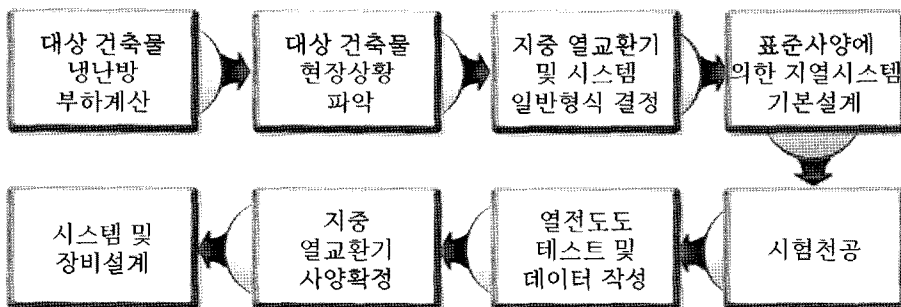 대상 건축물
냉난방
부하계산
대상 건축물
현장상황
파악
지중 열교환기
및 시스템
일반형식 결정
표준사양에
의한 지열시스템
기본설계
시험천공
열전도도
테스트 및
데이터 작성
지중
열교환기
사양확정
시스템 및
장비설계